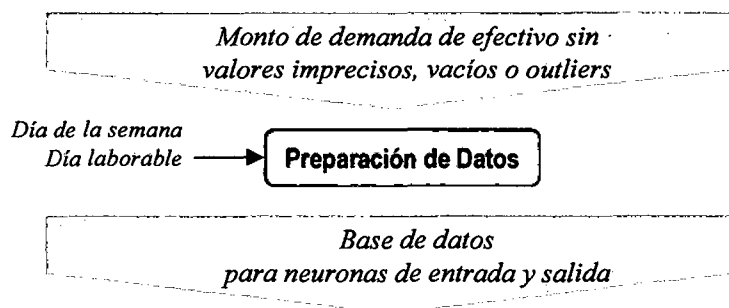 Monto de demanda de efectivo sin
valores imprecisos, vacíos o outliers
Día de la semana
Día laborable
Preparación de Datos
Base de datos
para neuronas de entrada y salida